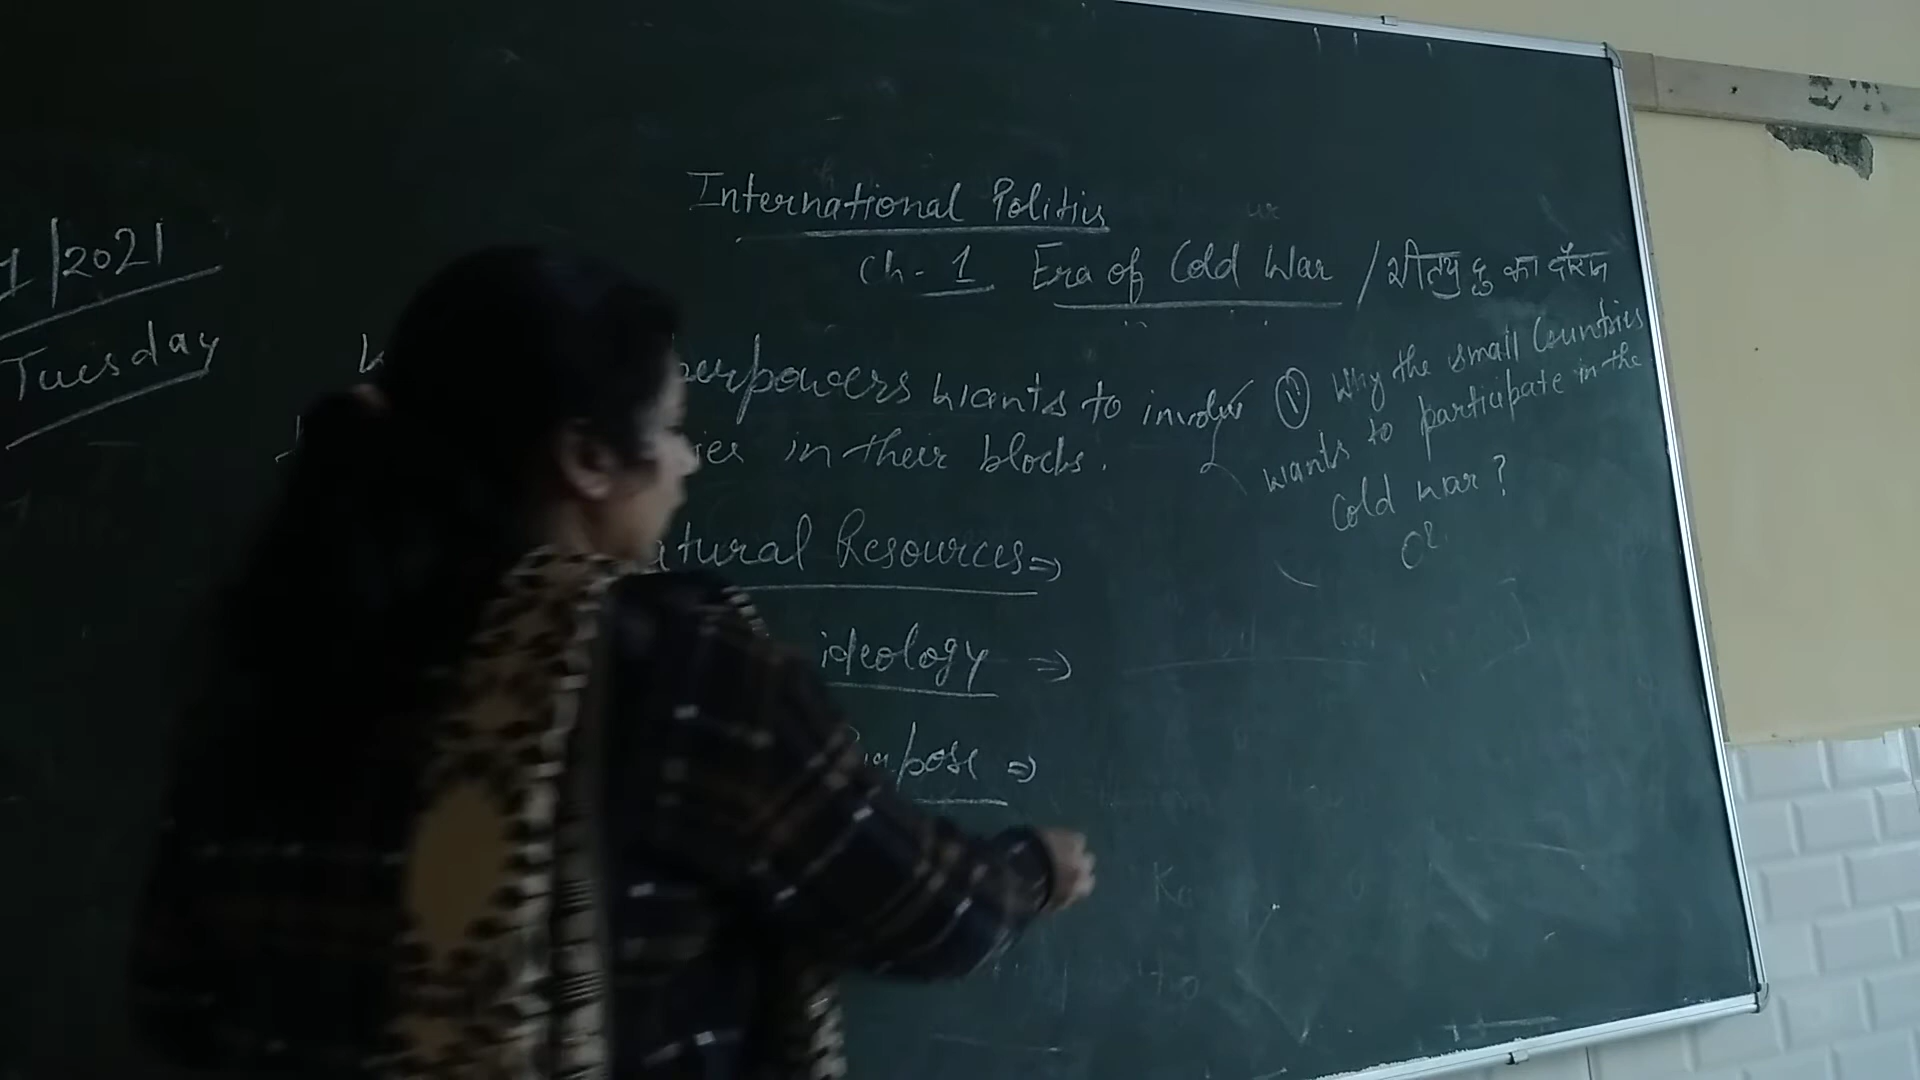 International Politics
Ch-1 Era of Cold War / शीतयुद्ध का दौर
1/2021
Tuesday
wants to involve
in their blocks.
Resources ⇒
ideology ⇒
⇒
① Why the small Countries
wants to participate in the
Cold War?